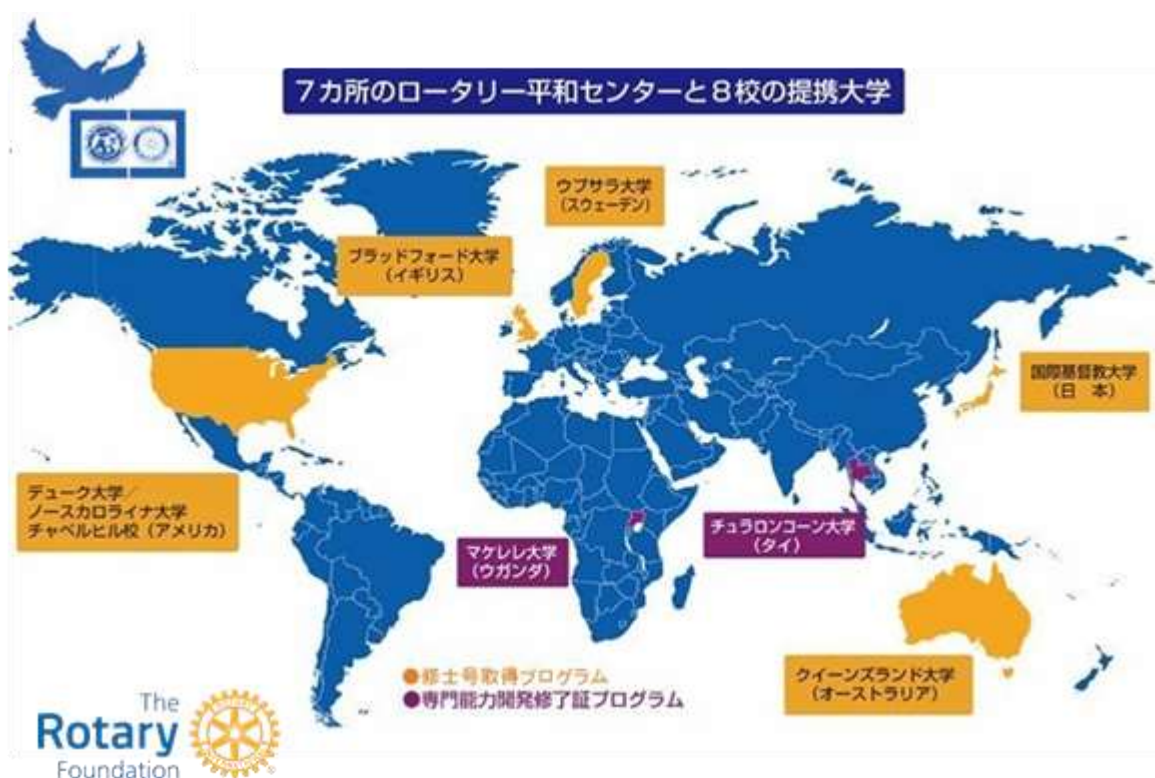 7カ所のロータリー平和センターと8校の提携大学
ウプサラ大学
(スウェーデン)
ブラッドフォード大学
(イギリス)
国際基督教大学
(日 本)
デューク大学/
ノースカロライナ大学
チャペルヒル校(アメリカ)
マケレレ大学
(ウガンダ)
チュラロンコーン大学
(タイ)
クイーンズランド大学
(オーストラリア)
●修士号取得プログラム
●専門能力開発修了証プログラム
The
Rotary
Foundation